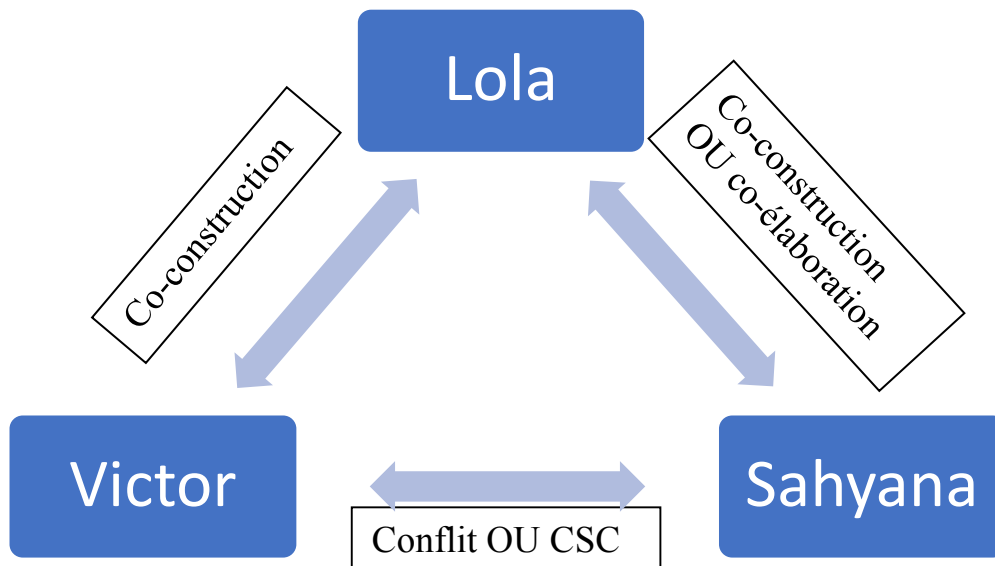 Lola
Co-construction
Co-construction
OU co-élaboration
Victor
Sahyana
Conflit OU CSC